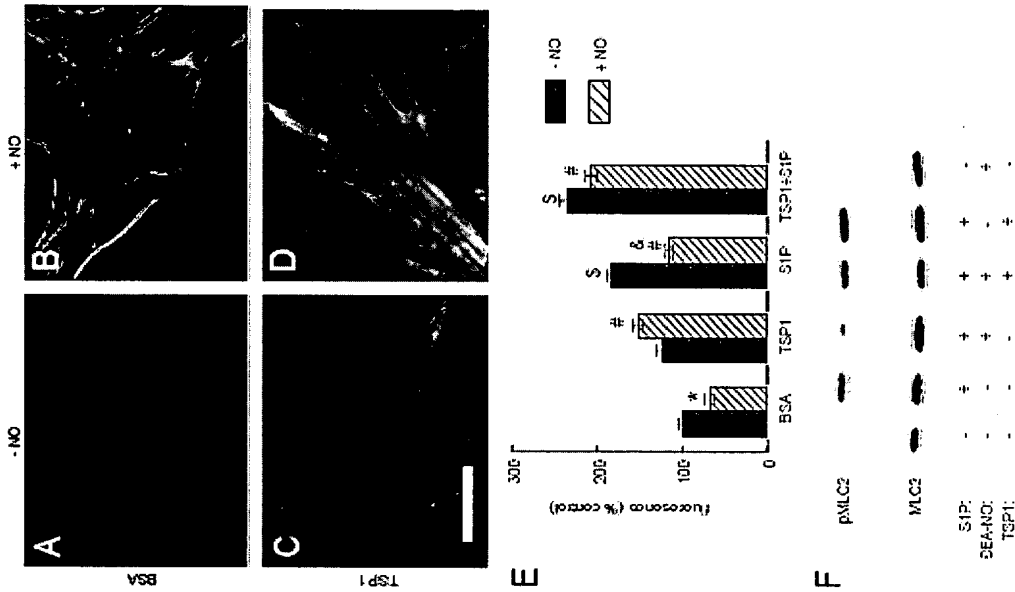 - NO
+ NO
A
B
BSA
C
D
TSP1
E
- NO
+ NO
300
200
100
0
fluoresence (% control)
* # $ & ## $ #
BSA TSP1 S1P TSP1+S1P
F
pMLC2
MLC2
S1P: - + + + + -
DEA-NO: - - + + - +
TSP1: - - - + + -